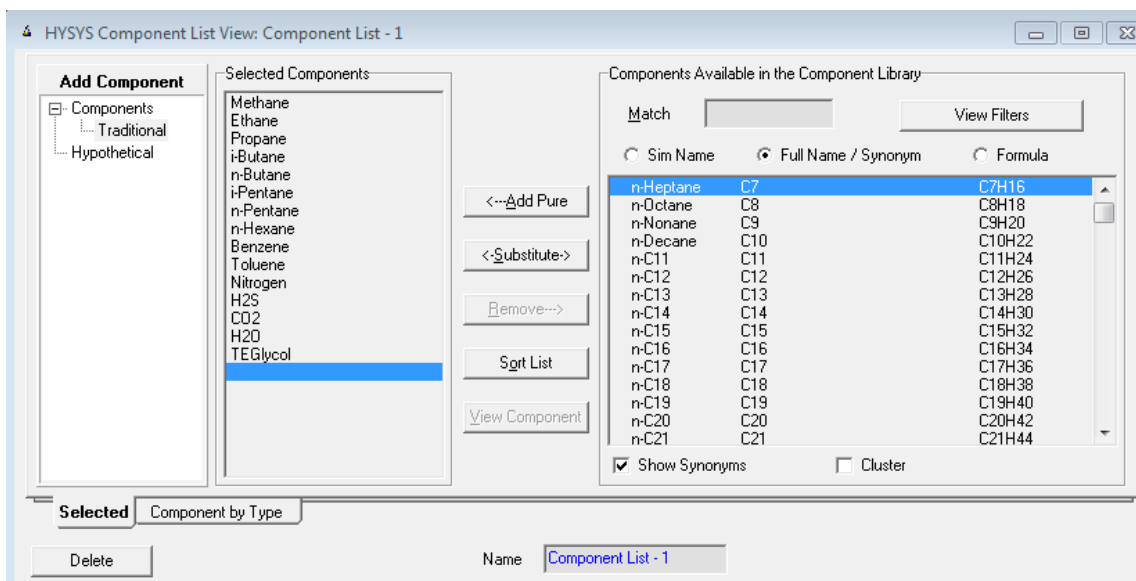 HYSYS Component List View: Component List - 1
Add Component
Components
Traditional
Hypothetical
Selected Components
Methane
Ethane
Propane
i-Butane
n-Butane
i-Pentane
n-Pentane
n-Hexane
Benzene
Toluene
Nitrogen
H2S
CO2
H2O
TEGlycol
<---Add Pure
<-Substitute->
Remove--->
Sort List
View Component
Components Available in the Component Library
Match
View Filters
Sim Name Full Name / Synonym Formula
n-Heptane C7 C7H16
n-Octane C8 C8H18
n-Nonane C9 C9H20
n-Decane C10 C10H22
n-C11 C11 C11H24
n-C12 C12 C12H26
n-C13 C13 C13H28
n-C14 C14 C14H30
n-C15 C15 C15H32
n-C16 C16 C16H34
n-C17 C17 C17H36
n-C18 C18 C18H38
n-C19 C19 C19H40
n-C20 C20 C20H42
n-C21 C21 C21H44
Show Synonyms Cluster
Selected Component by Type
Delete Name Component List - 1